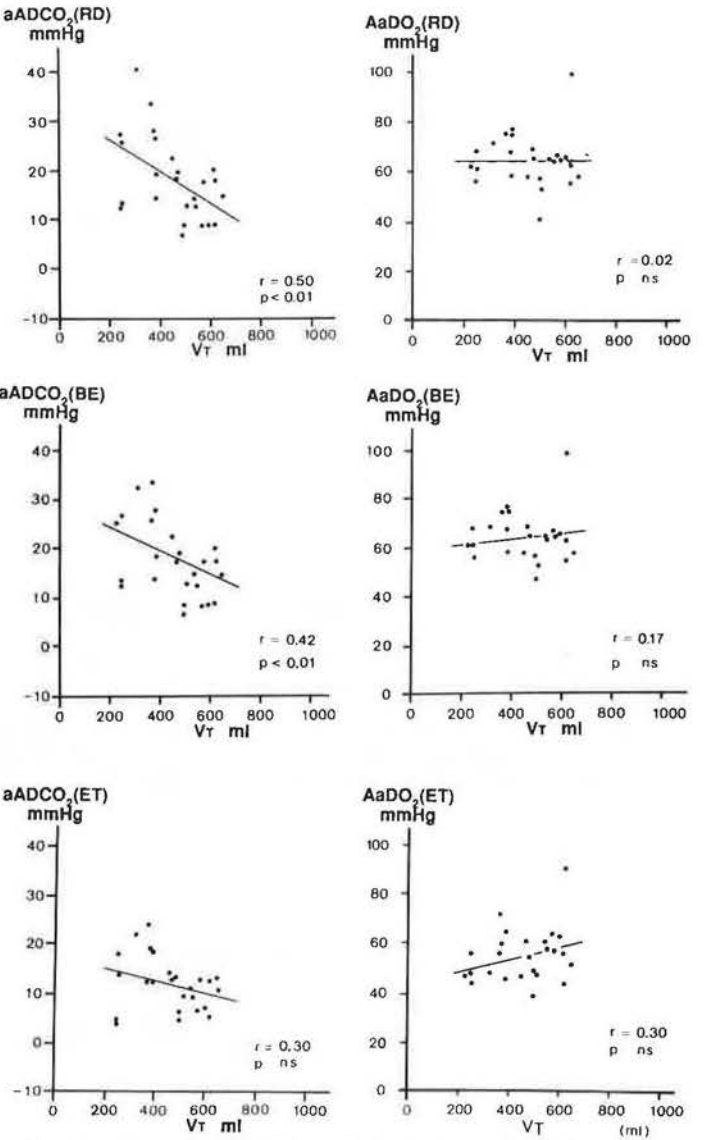 aADCO₂(RD)
mmHg
40
30
20
10
0
-10
0 200 400 600 800 1000
VT ml
r = 0.50
p < 0.01
AaDO₂(RD)
mmHg
100
80
60
40
20
0
0 200 400 600 800 1000
VT ml
r = 0.02
p ns
aADCO₂(BE)
mmHg
40
30
20
10
0
-10
0 200 400 600 800 1000
VT ml
r = 0.42
p < 0.01
AaDO₂(BE)
mmHg
100
80
60
40
20
0
0 200 400 600 800 1000
VT ml
r = 0.17
p ns
aADCO₂(ET)
mmHg
40
30
20
10
0
-10
0 200 400 600 800 1000
VT ml
r = 0.30
p ns
AaDO₂(ET)
mmHg
100
80
60
40
20
0
0 200 400 600 800 1000
VT (ml)
r = 0.30
p ns